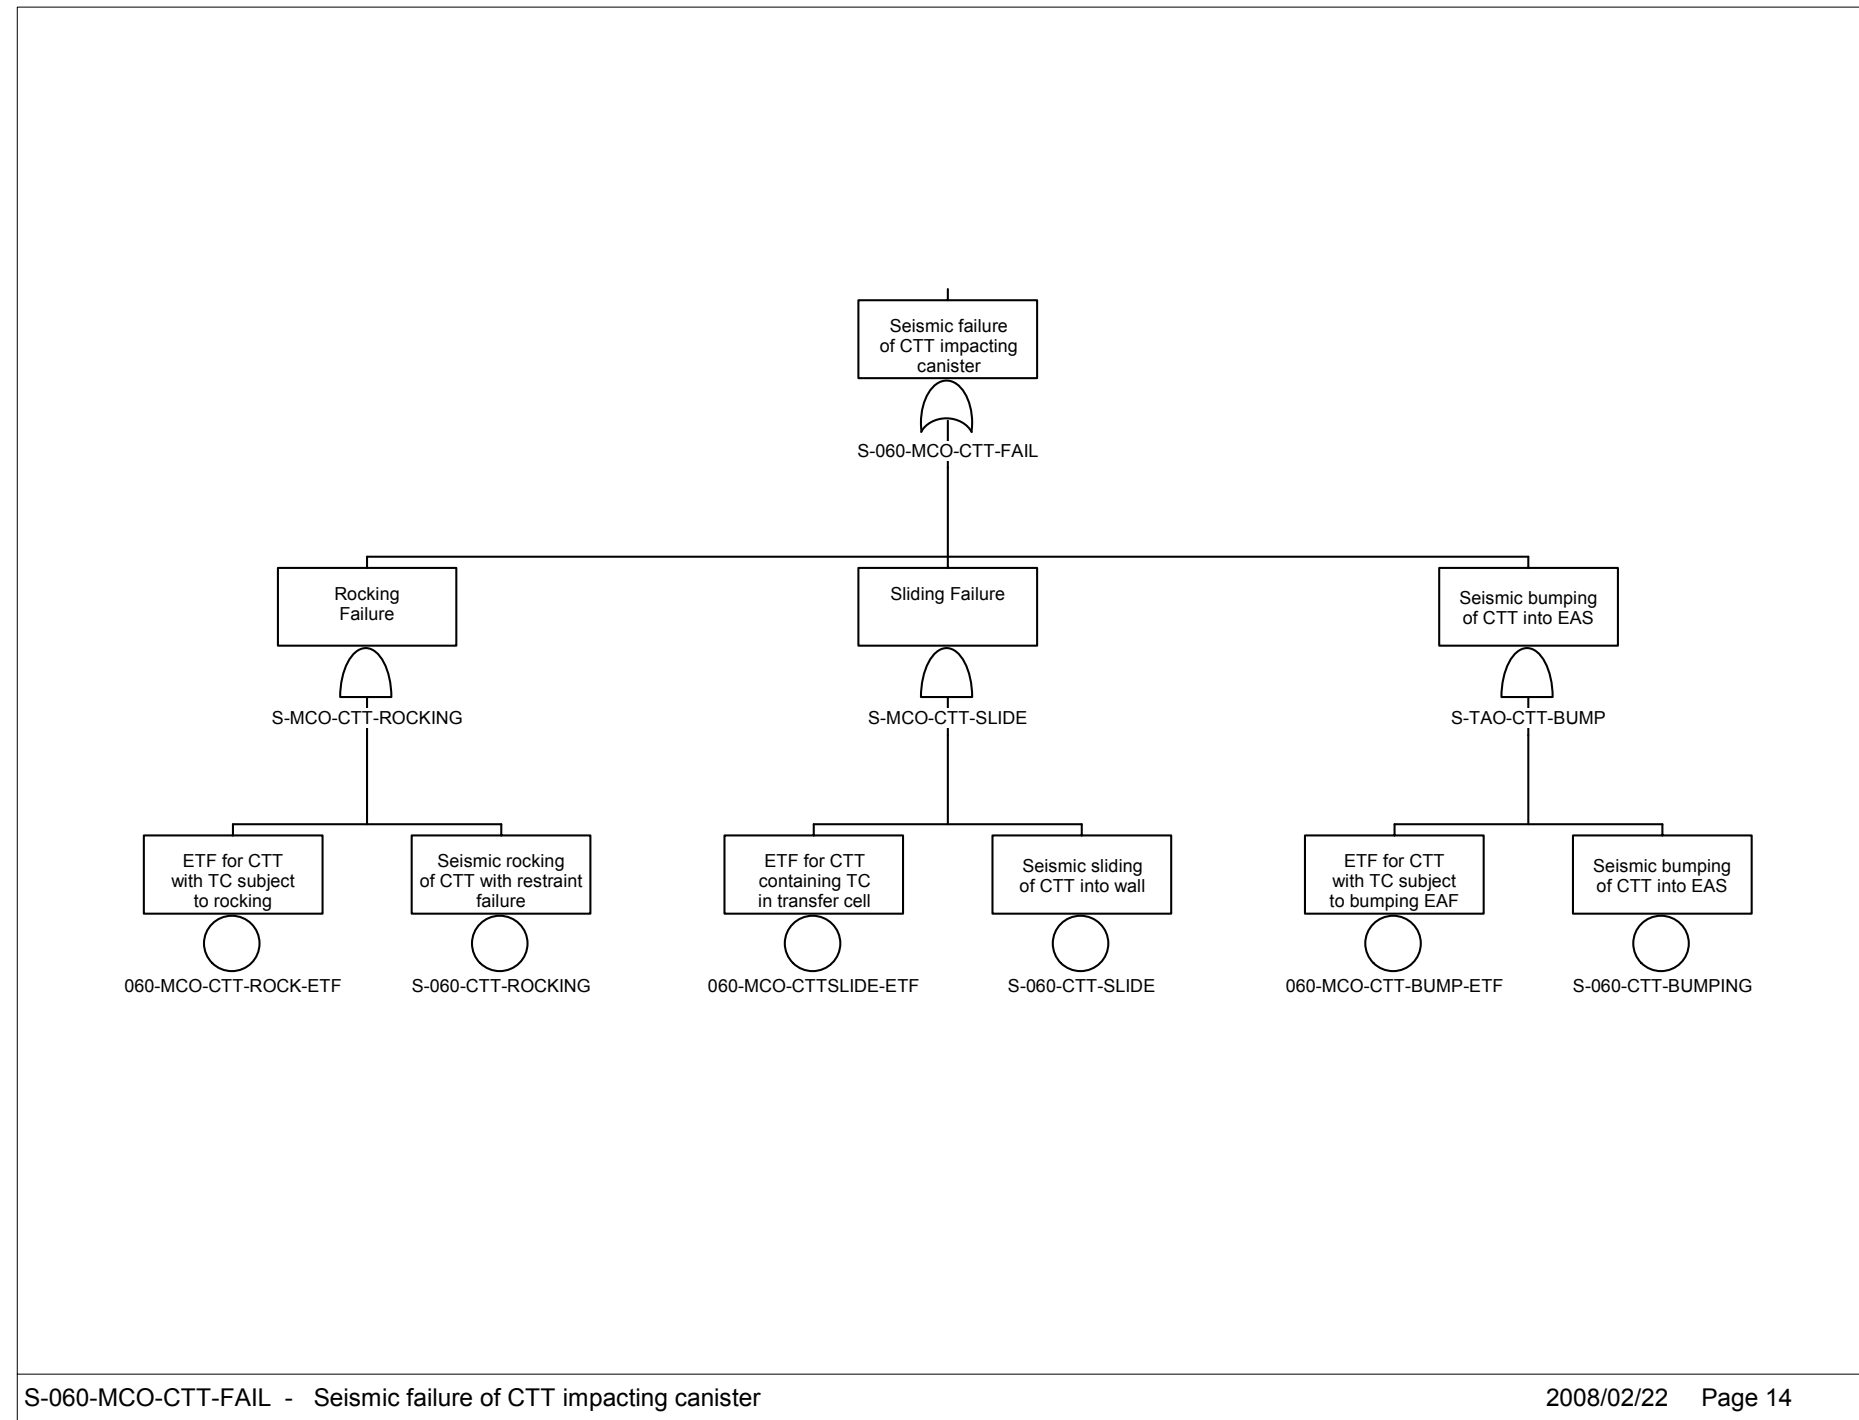 Seismic failure
of CTT impacting
canister
S-060-MCO-CTT-FAIL
Rocking
Failure
S-MCO-CTT-ROCKING
Sliding Failure
S-MCO-CTT-SLIDE
Seismic bumping
of CTT into EAS
S-TAO-CTT-BUMP
ETF for CTT
with TC subject
to rocking
060-MCO-CTT-ROCK-ETF
Seismic rocking
of CTT with restraint
failure
S-060-CTT-ROCKING
ETF for CTT
containing TC
in transfer cell
060-MCO-CTTSLIDE-ETF
Seismic sliding
of CTT into wall
S-060-CTT-SLIDE
ETF for CTT
with TC subject
to bumping EAF
060-MCO-CTT-BUMP-ETF
Seismic bumping
of CTT into EAS
S-060-CTT-BUMPING
S-060-MCO-CTT-FAIL - Seismic failure of CTT impacting canister 2008/02/22 Page 14